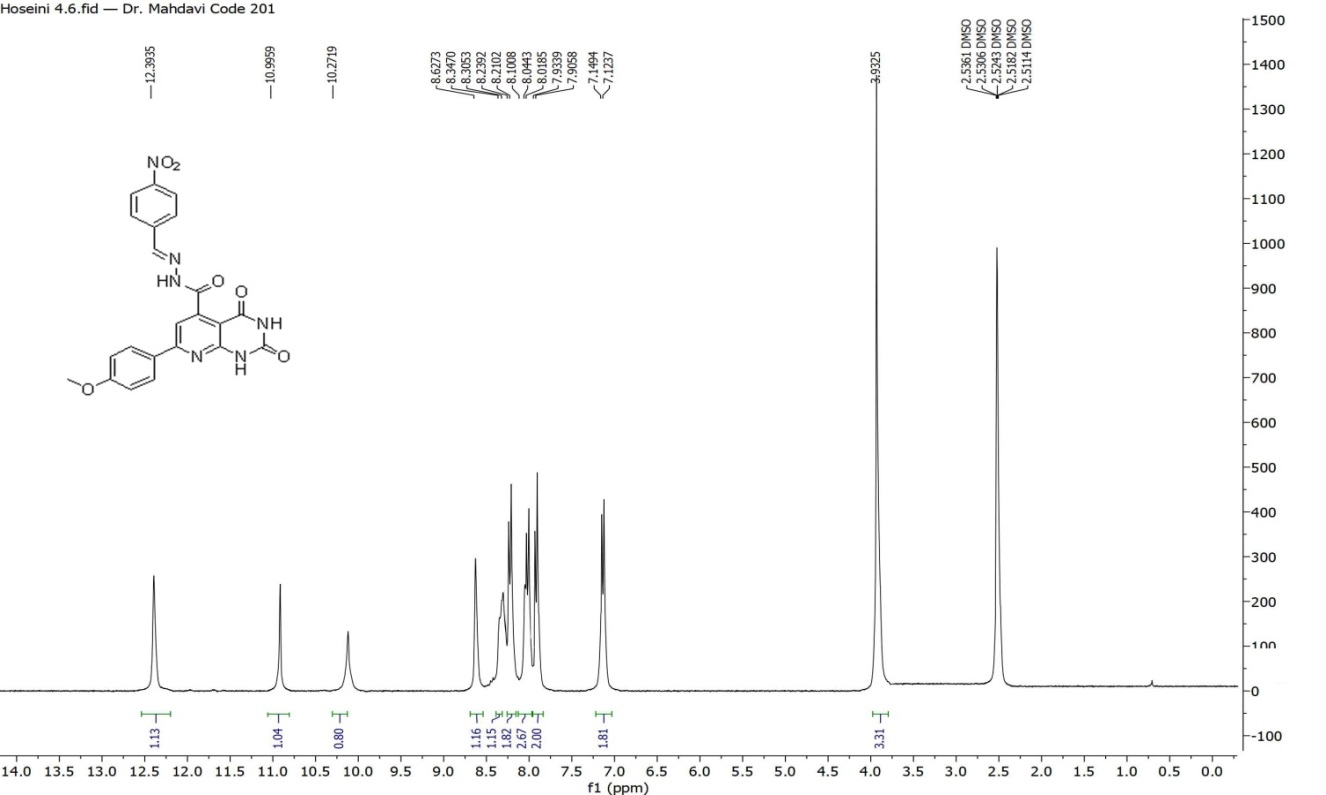 Hoseini 4.6.fid — Dr. Mahdavi Code 201
12.3935
10.9959
10.2719
8.6273
8.3470
8.3053
8.2392
8.2102
8.1008
8.0443
8.0185
7.9339
7.9058
7.1494
7.1237
3.9325
2.5361 DMSO
2.5306 DMSO
2.5243 DMSO
2.5182 DMSO
2.5114 DMSO
NO2
N
HN
O
O
NH
N
N
H
O
O
1500
1400
1300
1200
1100
1000
900
800
700
600
500
400
300
200
100
0
-100
1.13
1.04
0.80
1.16
1.15
1.82
2.67
2.00
1.81
3.31
14.0 13.5 13.0 12.5 12.0 11.5 11.0 10.5 10.0 9.5 9.0 8.5 8.0 7.5 7.0 6.5 6.0 5.5 5.0 4.5 4.0 3.5 3.0 2.5 2.0 1.5 1.0 0.5 0.0
f1 (ppm)